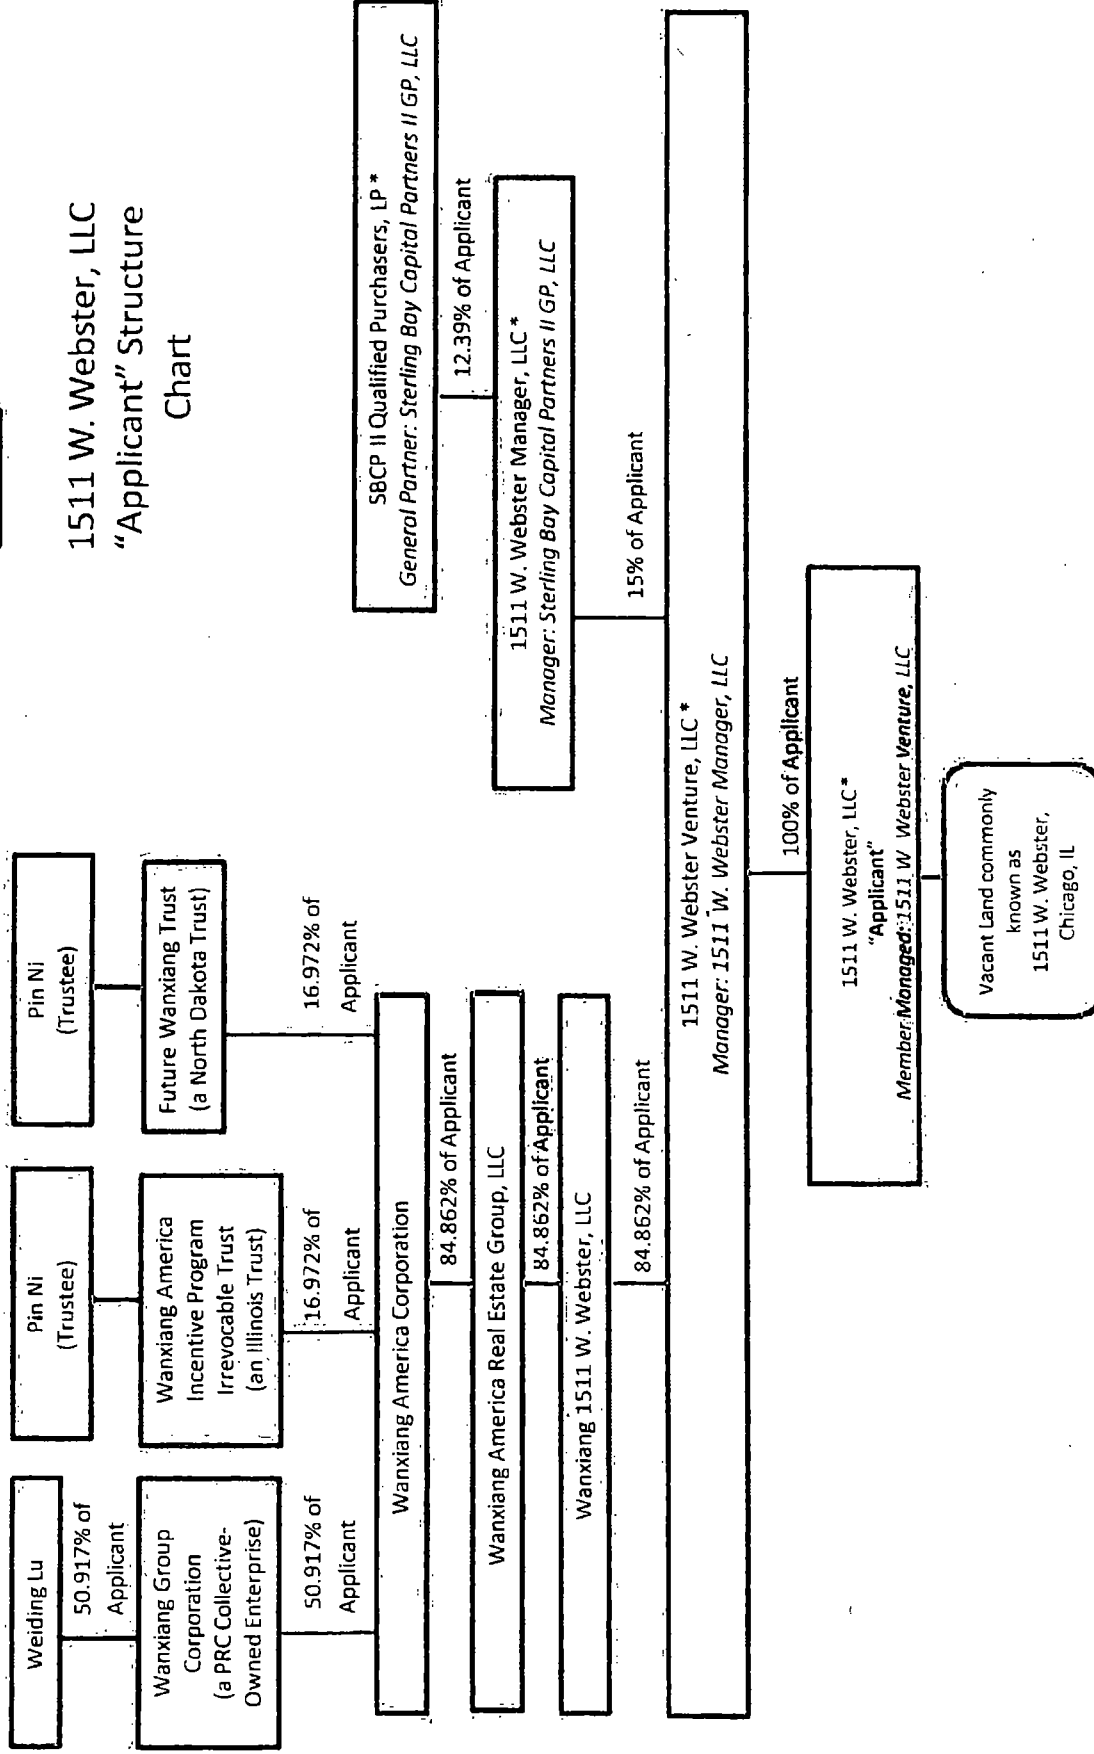 1511 W. Webster, LLC
"Applicant" Structure
Chart
Weiding Lu
50.917% of
Applicant
Wanxiang Group
Corporation
(a PRC Collective-
Owned Enterprise)
50.917% of
Applicant
Pin Ni
(Trustee)
Wanxiang America
Incentive Program
Irrevocable Trust
(an Illinois Trust)
16.972% of
Applicant
Pin Ni
(Trustee)
Future Wanxiang Trust
(a North Dakota Trust)
16.972% of
Applicant
Wanxiang America Corporation
84.862% of Applicant
Wanxiang America Real Estate Group, LLC
84.862% of Applicant
Wanxiang 1511 W. Webster, LLC
84.862% of Applicant
SBCP II Qualified Purchasers, LP *
General Partner: Sterling Bay Capital Partners II GP, LLC
12.39% of Applicant
1511 W. Webster Manager, LLC *
Manager: Sterling Bay Capital Partners II GP, LLC
15% of Applicant
1511 W. Webster Venture, LLC *
Manager: 1511 W. Webster Manager, LLC
100% of Applicant
1511 W. Webster, LLC *
"Applicant"
Member Managed: 1511 W Webster Venture, LLC
Vacant Land commonly
known as
1511 W. Webster,
Chicago, IL